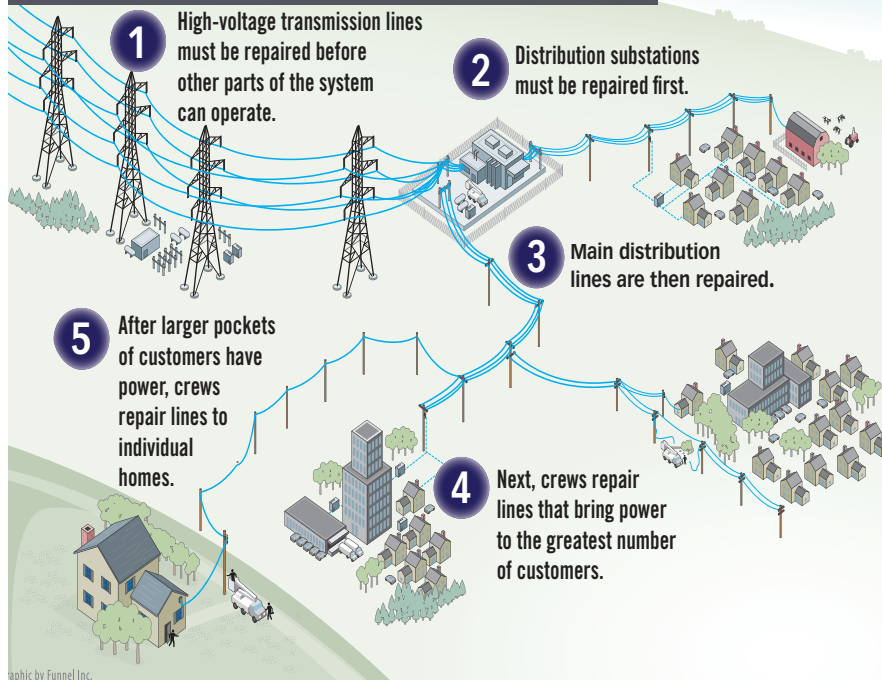 1
High-voltage transmission lines
must be repaired before
other parts of the system
can operate.
2
Distribution substations
must be repaired first.
3
Main distribution
lines are then repaired.
5
After larger pockets
of customers have
power, crews
repair lines to
individual
homes.
4
Next, crews repair
lines that bring power
to the greatest number
of customers.
raphic by Funnel Inc.